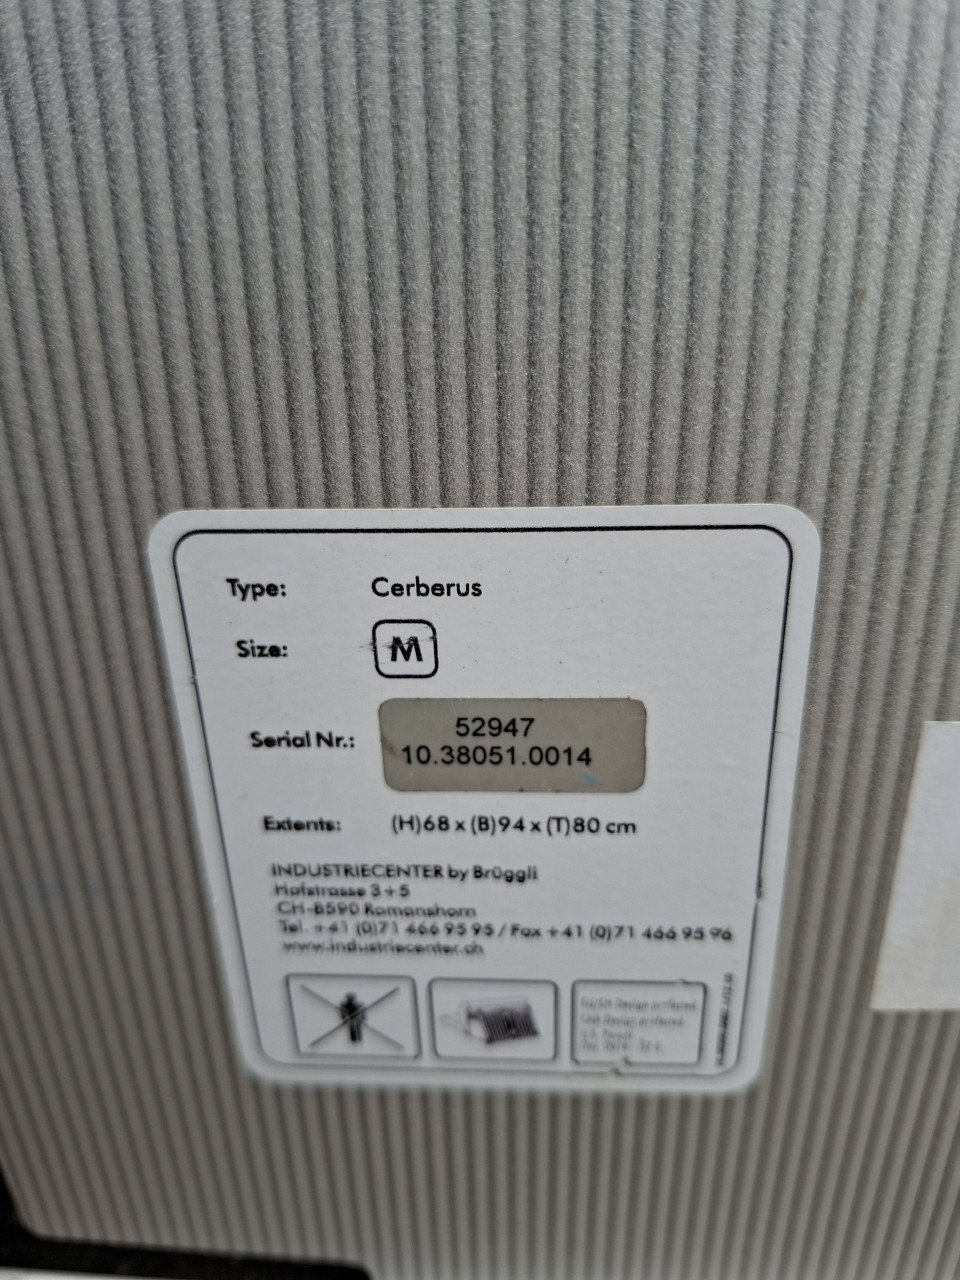 Type: Cerberus
Size: M
Serial Nr.: 52947
10.38051.0014
Extents: (H)68 x (B)94 x (T)80 cm
INDUSTRIECENTER by Brüggli
Hofstrasse 3+5
CH-8590 Romanshorn
Tel. +41 (0)71 466 95 95 / Fax +41 (0)71 466 95 96
www.industriecenter.ch